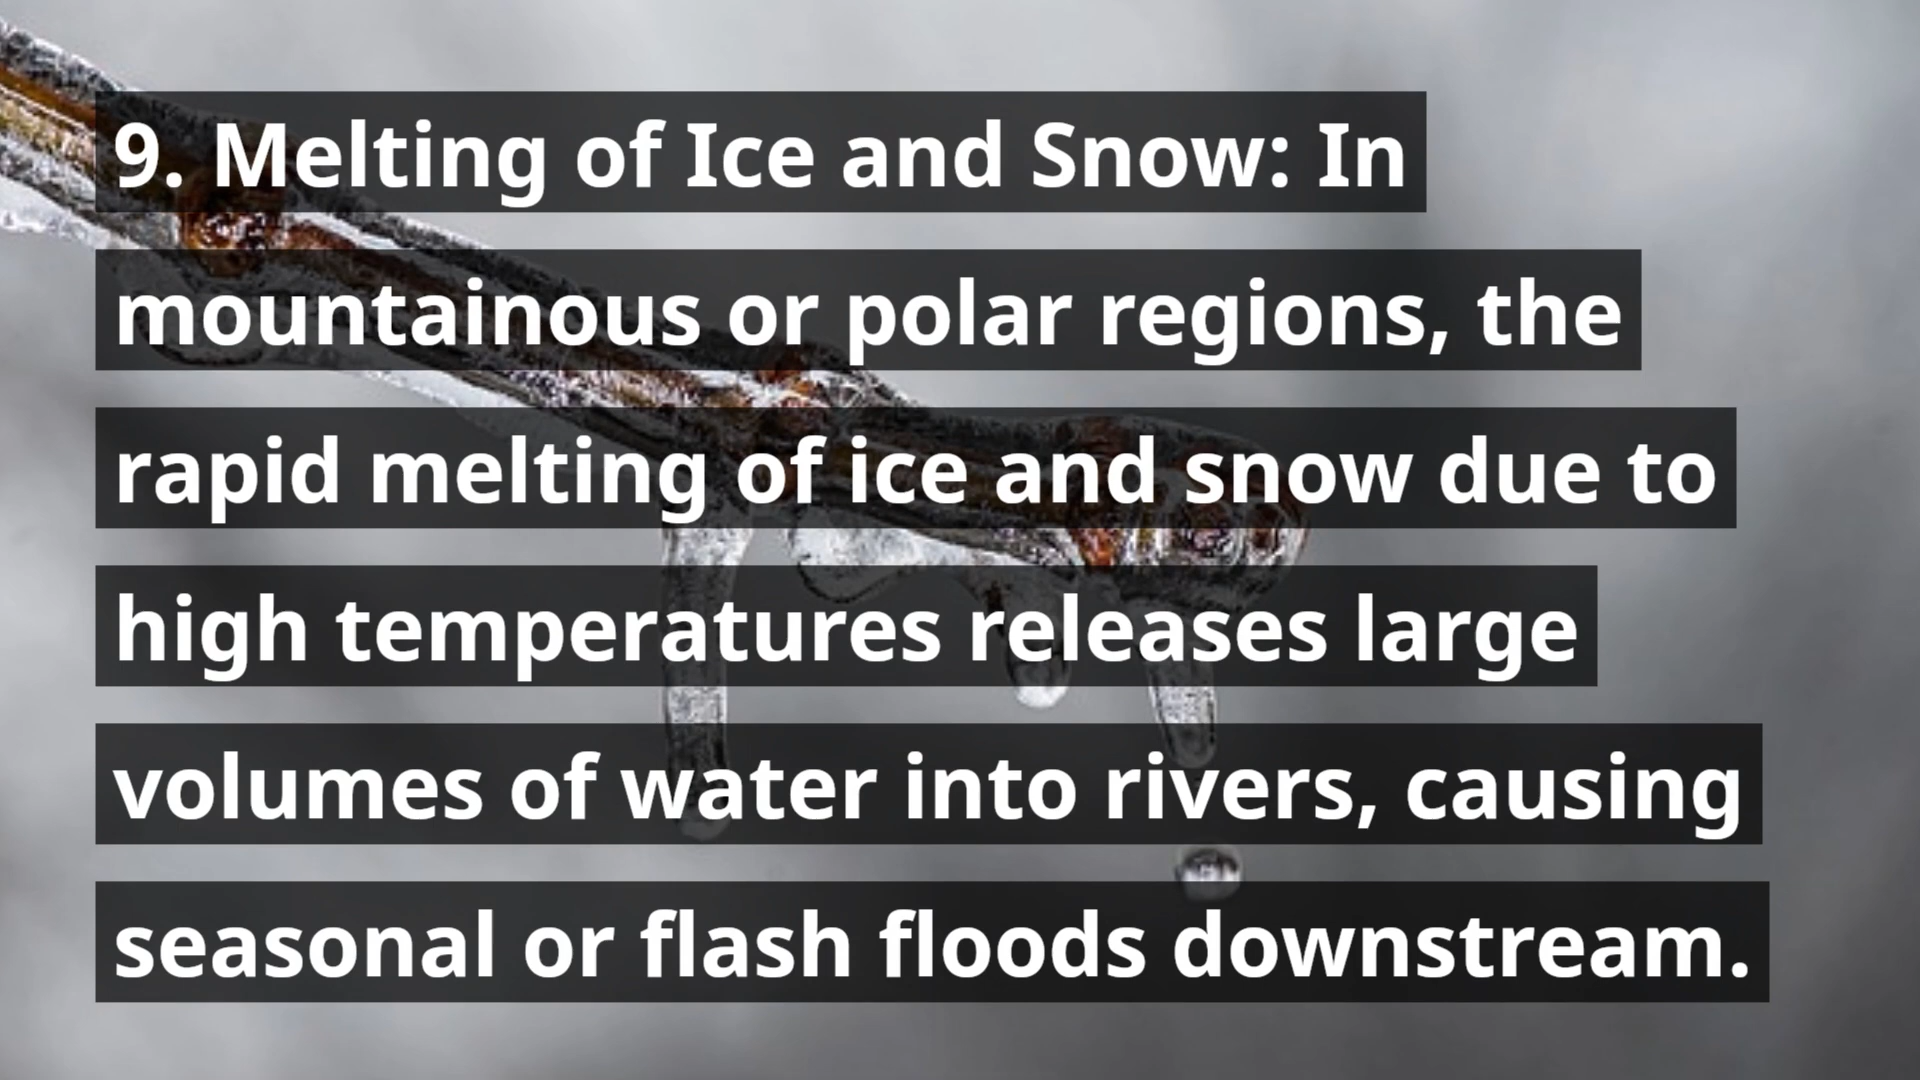 9. Melting of Ice and Snow: In
mountainous or polar regions, the
rapid melting of ice and snow due to
high temperatures releases large
volumes of water into rivers, causing
seasonal or flash floods downstream.